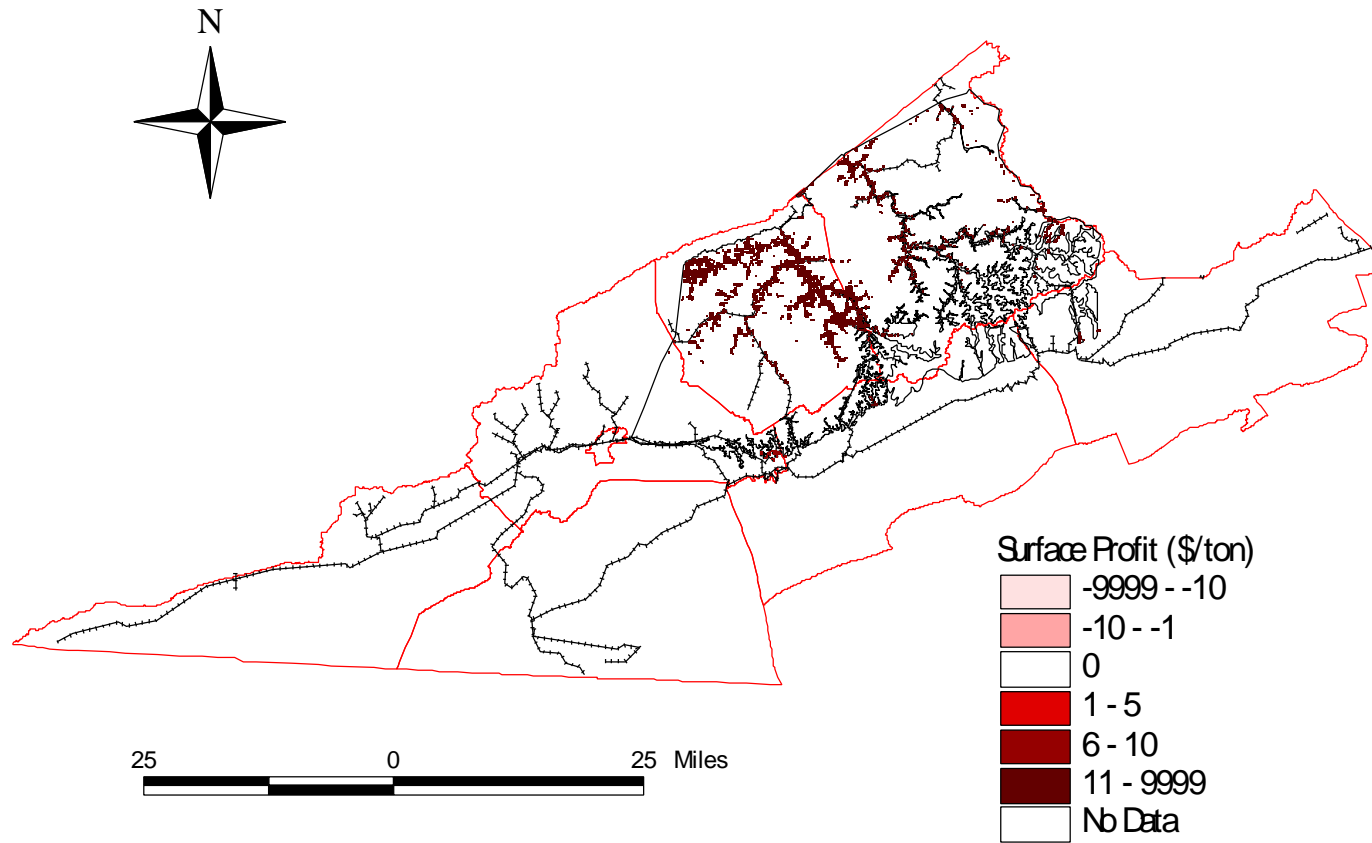 N
Surface Profit ($/ton)
-9999 - -10
-10 - -1
0
1 - 5
6 - 10
11 - 9999
No Data
25 0 25 Miles